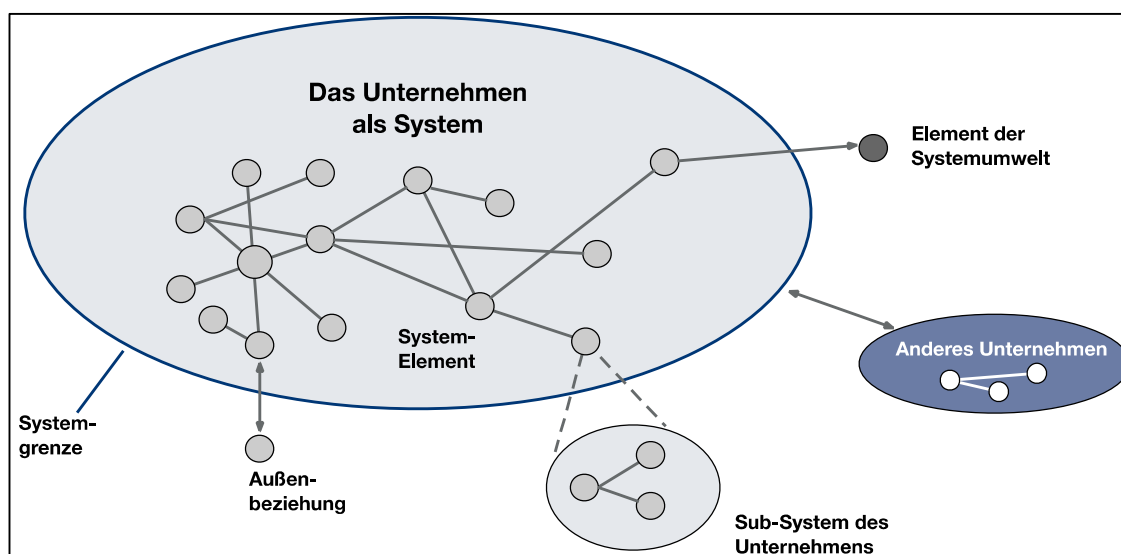 Das Unternehmen
als System
Element der
Systemumwelt
System-
Element
Anderes Unternehmen
System-
grenze
Außen-
beziehung
Sub-System des
Unternehmens